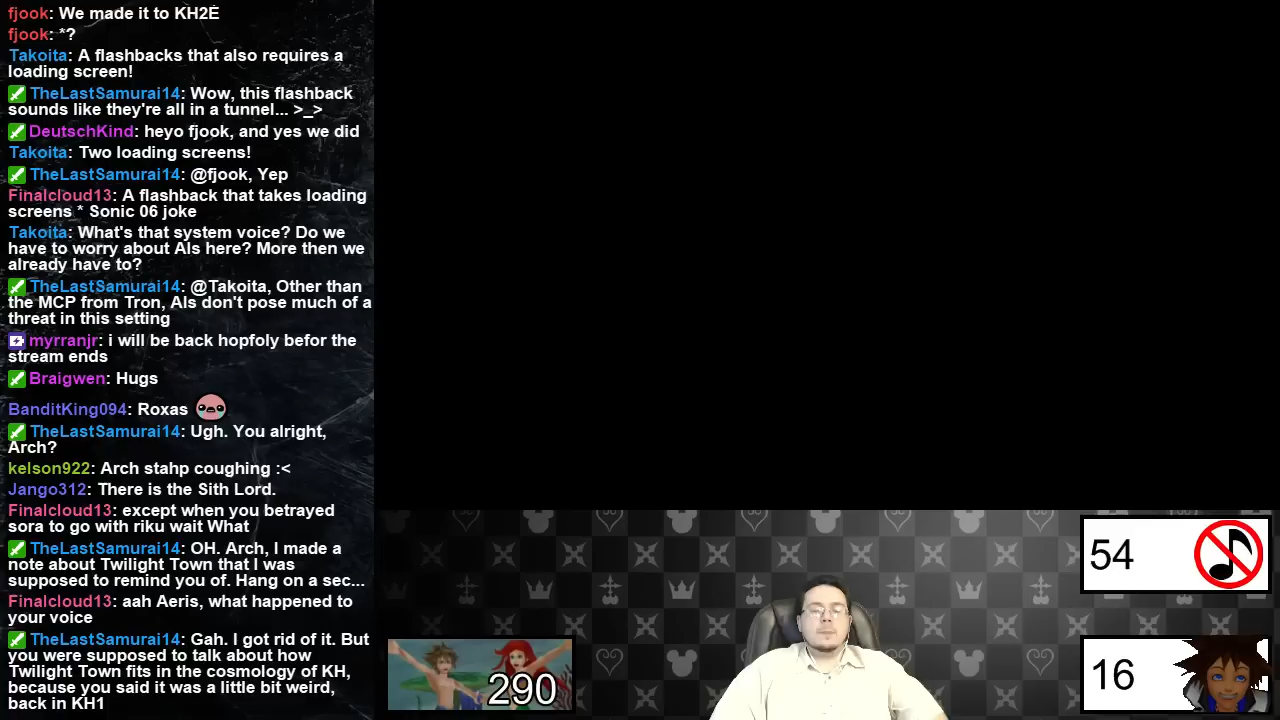 fjook: We made it to KH2É
fjook: *?
Takoita: A flashbacks that also requires a
loading screen!
TheLastSamurai14: Wow, this flashback
sounds like they're all in a tunnel... >_>
DeutschKind: heyo fjook, and yes we did
Takoita: Two loading screens!
TheLastSamurai14: @fjook, Yep
Finalcloud13: A flashback that takes loading
screens * Sonic 06 joke
Takoita: What's that system voice? Do we
have to worry about AIs here? More then we
already have to?
TheLastSamurai14: @Takoita, Other than
the MCP from Tron, AIs don't pose much of a
threat in this setting
myrranjr: i will be back hopfoly befor the
stream ends
Braigwen: Hugs
BanditKing094: Roxas
TheLastSamurai14: Ugh. You alright,
Arch?
kelson922: Arch stahp coughing :<
Jango312: There is the Sith Lord.
Finalcloud13: except when you betrayed
sora to go with riku wait What
TheLastSamurai14: OH. Arch, I made a
note about Twilight Town that I was
supposed to remind you of. Hang on a sec...
Finalcloud13: aah Aeris, what happened to
your voice
TheLastSamurai14: Gah. I got rid of it. But
you were supposed to talk about how
Twilight Town fits in the cosmology of KH,
because you said it was a little bit weird,
back in KH1
54
290
16